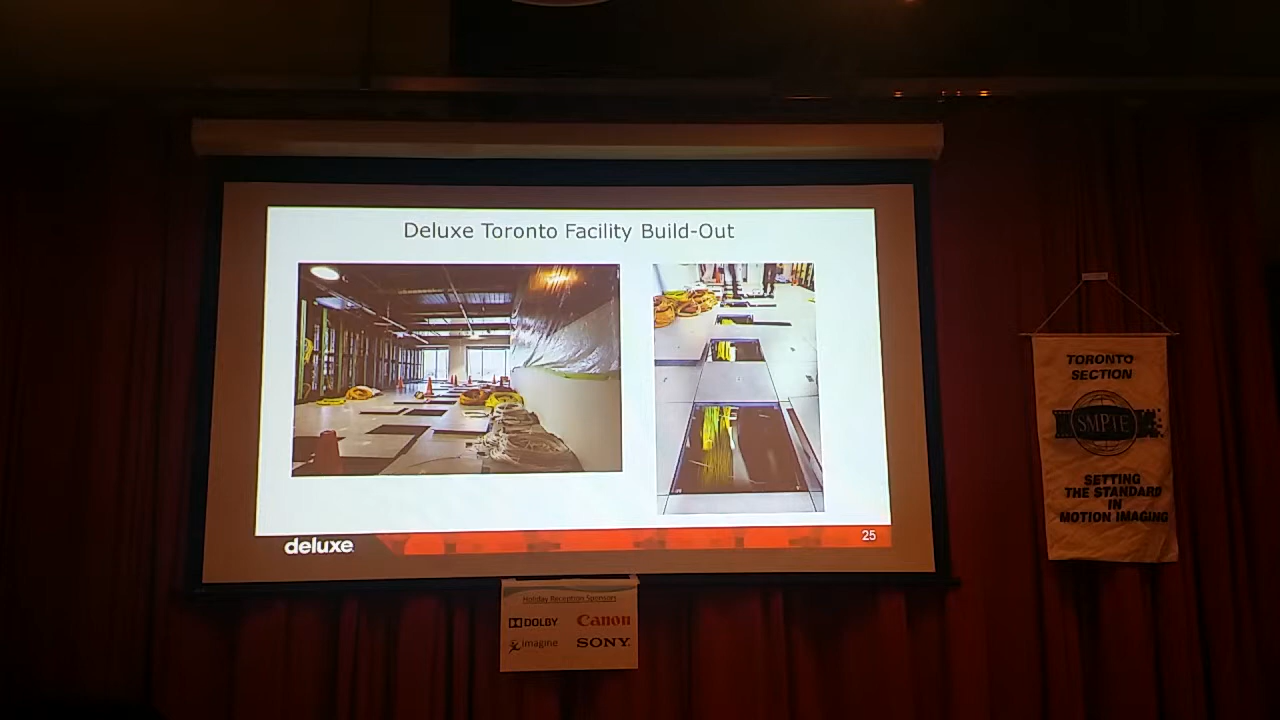 Deluxe Toronto Facility Build-Out
deluxe
25
TORONTO
SECTION
SMPTE
SETTING
THE STANDARD
IN
MOTION IMAGING
Holiday Reception Sponsors
DOLBY
Canon
imagine
SONY